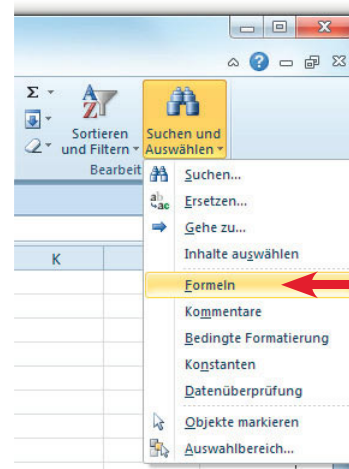 Σ
Sortieren
und Filtern
Suchen und
Auswählen
Bearbeit
K
Suchen...
Ersetzen...
Gehe zu...
Inhalte auswählen
Formeln
Kommentare
Bedingte Formatierung
Konstanten
Datenüberprüfung
Objekte markieren
Auswahlbereich...